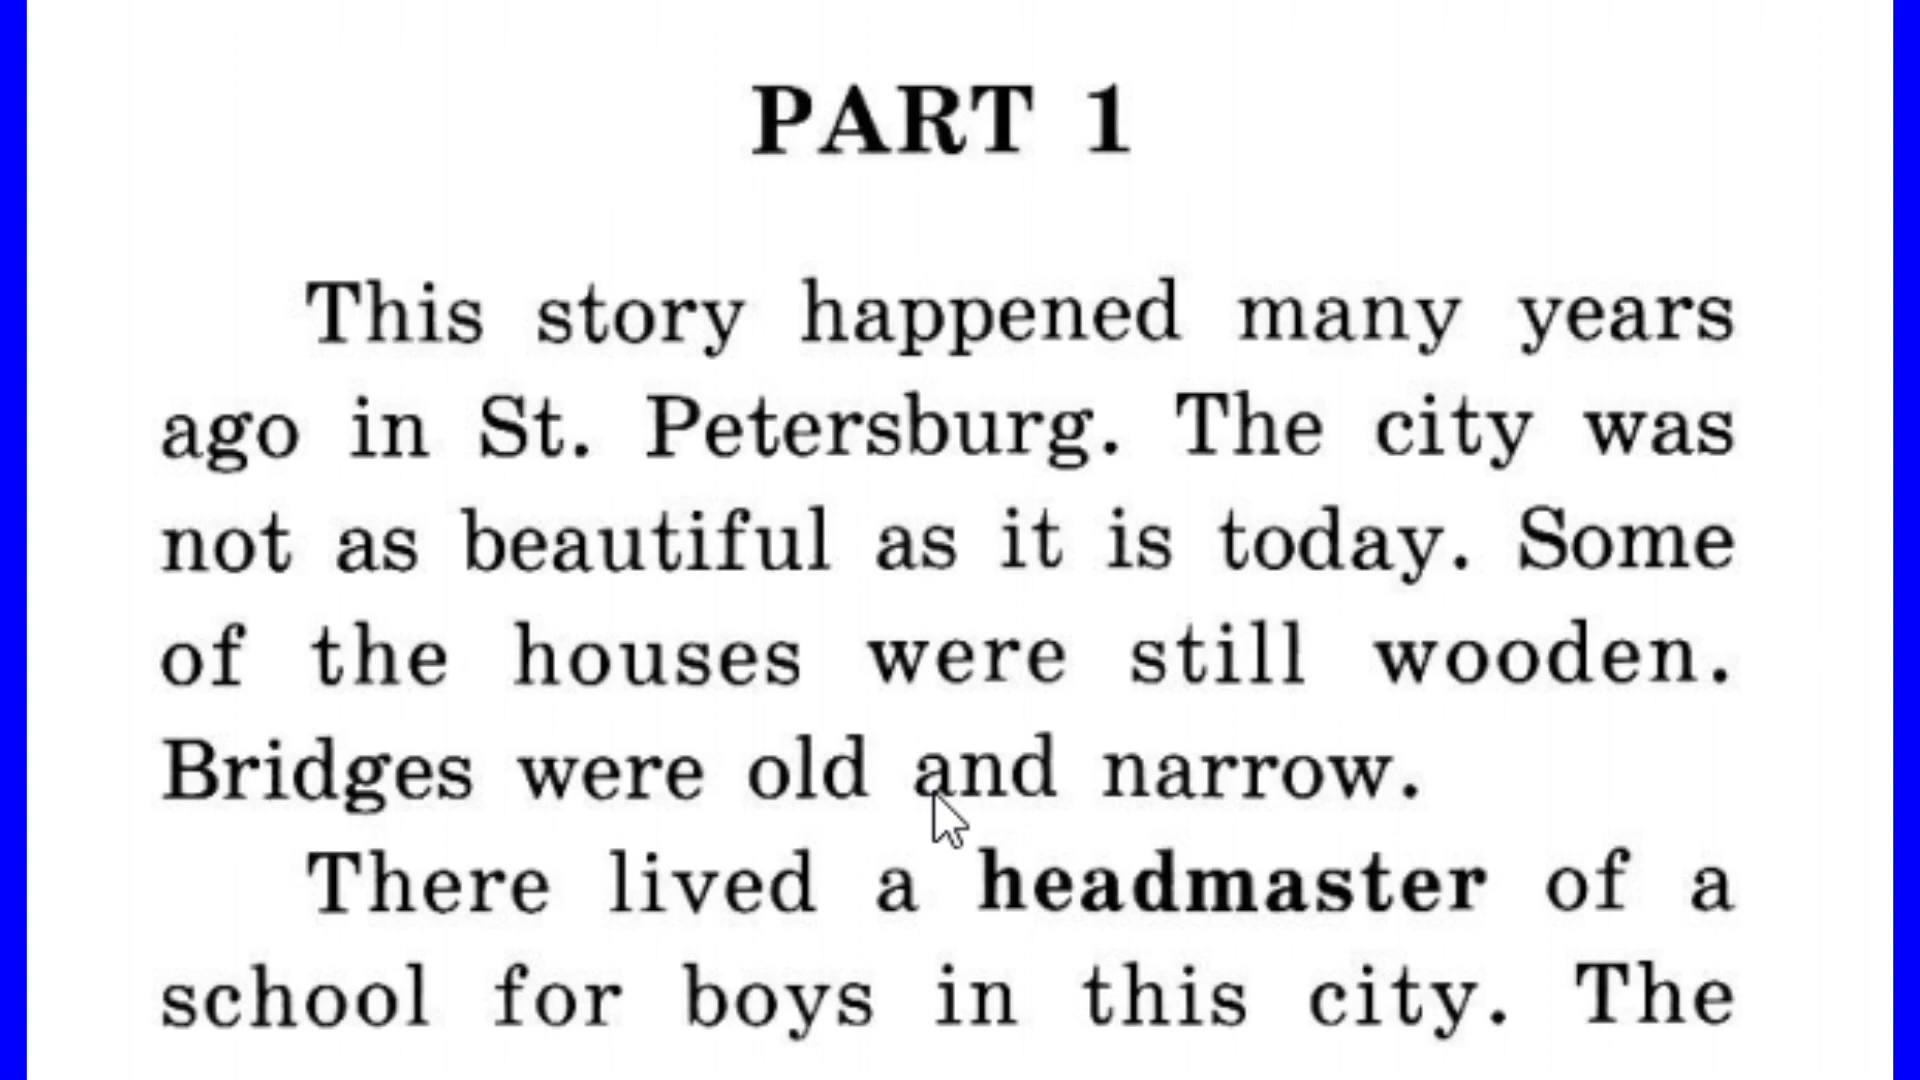 PART 1
This story happened many years
ago in St. Petersburg. The city was
not as beautiful as it is today. Some
of the houses were still wooden.
Bridges were old and narrow.
There lived a headmaster of a
school for boys in this city. The